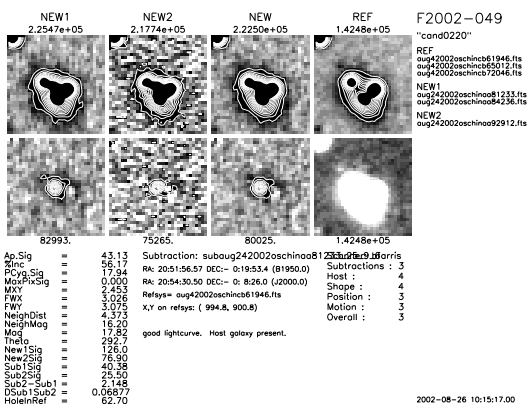 NEW1 NEW2 NEW REF F2002-049
2.2547e+05 2.1774e+05 2.2250e+05 1.4248e+05
"cand0220"
REF
aug42002oschincb61946.fts
aug42002oschincb65012.fts
aug42002oschincb72046.fts
NEW1
aug242002oschincaa81233.fts
aug242002oschincaa84236.fts
NEW2
aug242002oschincaa92912.fts
82993. 75265. 80025. 1.4248e+05
Ap.Sig = 43.13
%Inc = 56.17
PCyg.Sig = 17.94
MaxPixSig = 0.000
MXY = 2.453
FWX = 3.026
FWY = 3.075
NeighDist = 4.373
NeighMag = 16.20
Mag = 17.82
Theta = 292.7
New1Sig = 126.0
New2Sig = 76.90
Sub1Sig = 40.38
Sub2Sig = 25.50
Sub2-Sub1 = 2.148
DSub1Sub2 = 0.06877
HoleInRef = 62.70
Subtraction: subaug242002oschincaa81233
RA: 20:51:56.57 DEC:- 0:19:53.4 (B1950.0)
RA: 20:54:30.50 DEC:- 0: 8:26.0 (J2000.0)
Refsys= aug42002oschincb61946.fts
X,Y on refsys: ( 994.8, 900.8)
good lightcurve. Host galaxy present.
Harris
Subtractions : 3
Host : 4
Shape : 4
Position : 3
Motion : 3
Overall : 3
2002-08-26 10:15:17.00